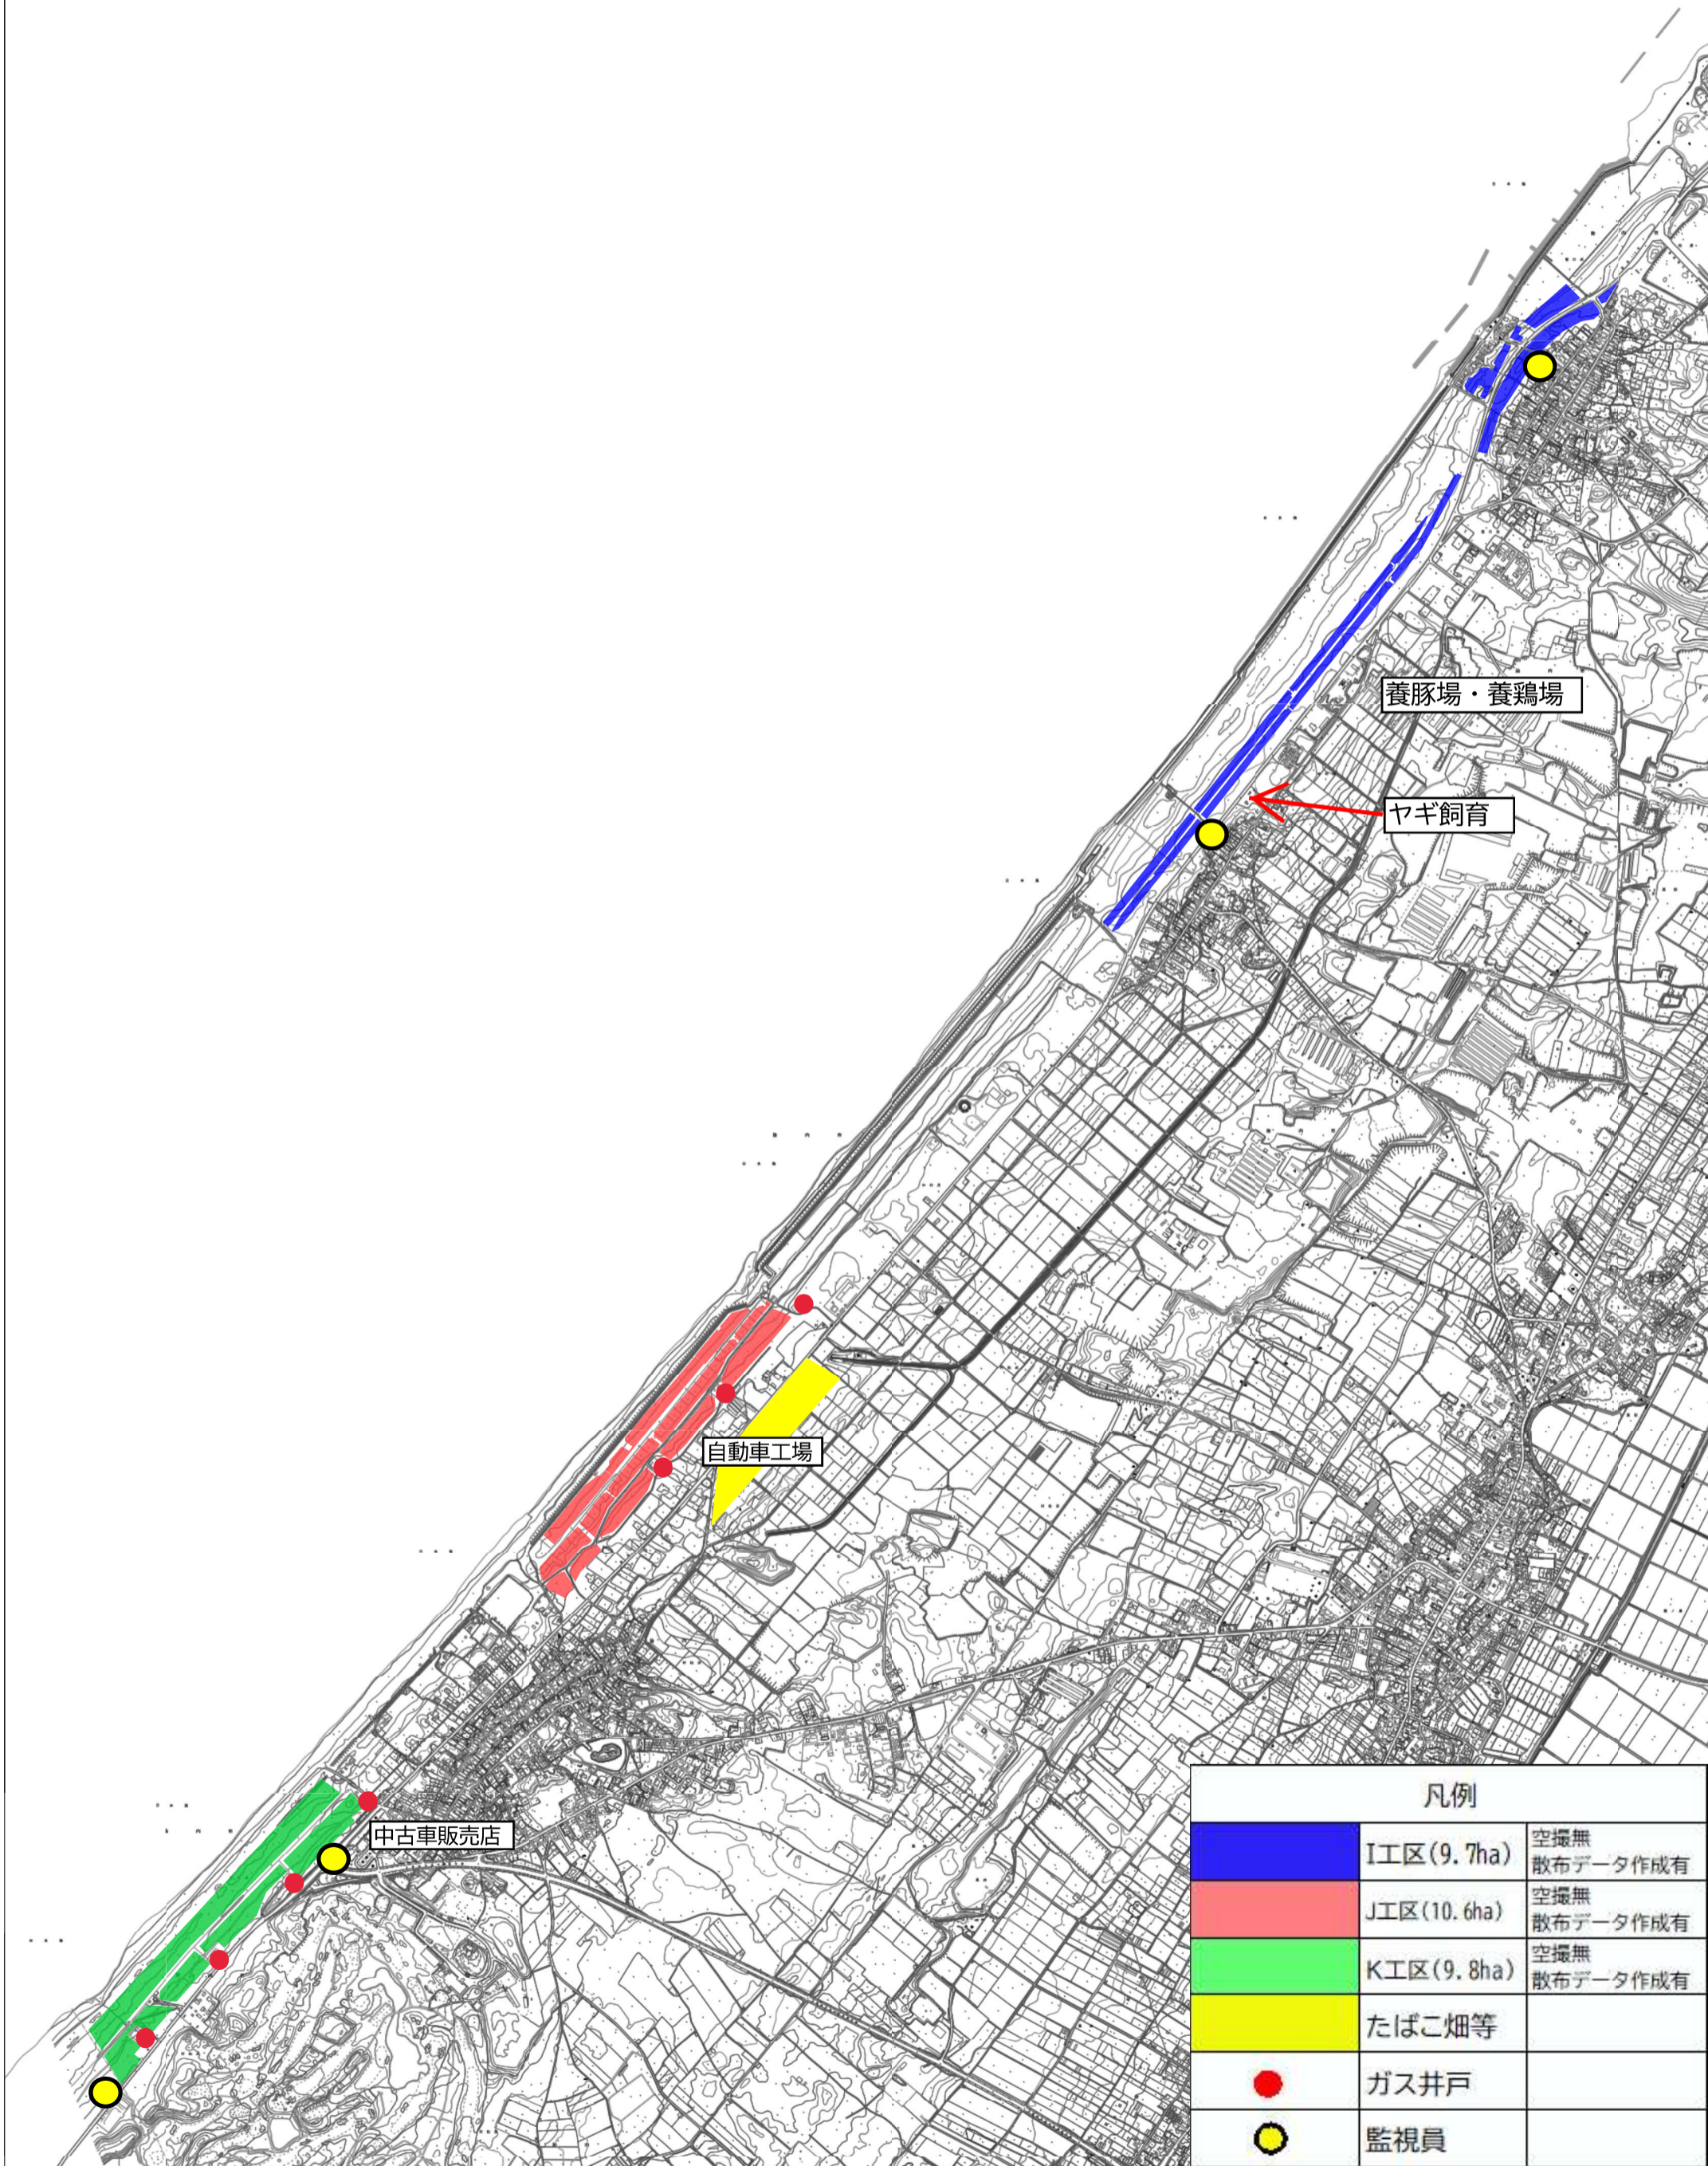 養豚場・養鶏場
ヤギ飼育
自動車工場
中古車販売店
凡例
I工区(9.7ha)
空撮無
散布データ作成有
J工区(10.6ha)
空撮無
散布データ作成有
K工区(9.8ha)
空撮無
散布データ作成有
たばこ畑等
ガス井戸
監視員